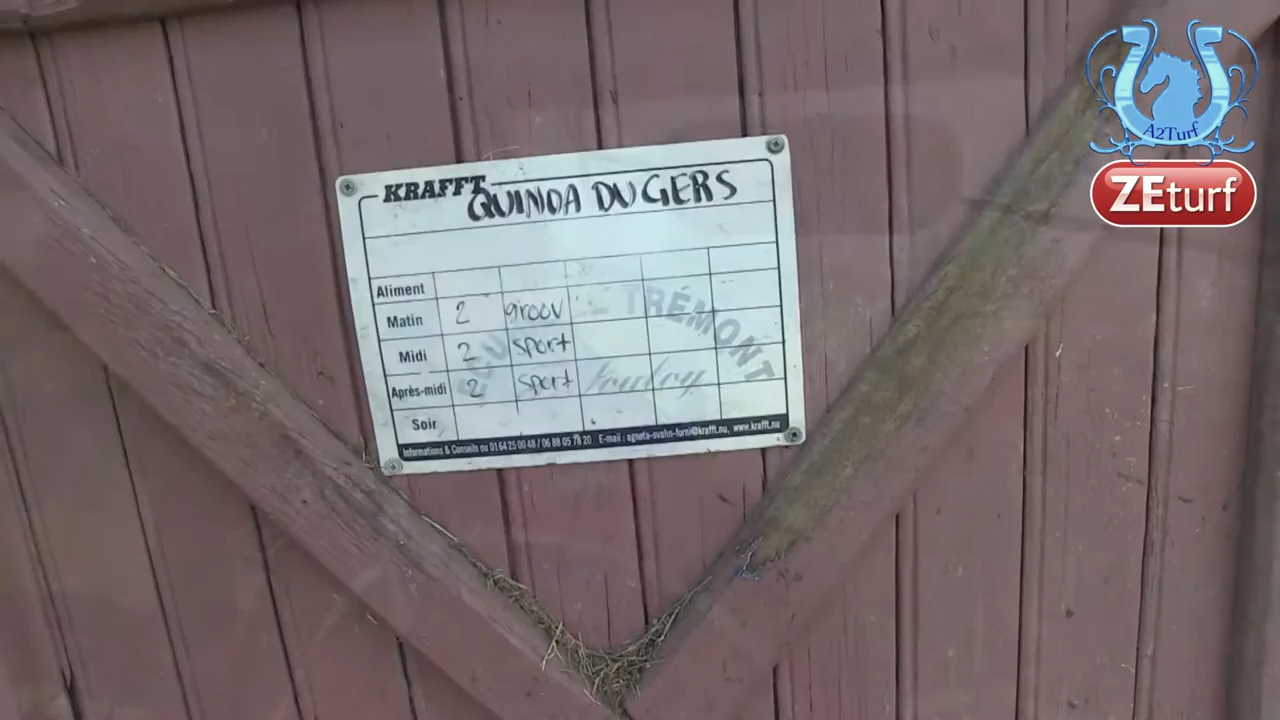 A2Turf
ZEturf
KRAFFT
QUINOA DU GERS
Aliment
Matin 2 groov
Midi 2 sport
Après-midi 2 sport
Soir
TRÉMONT
Informations & Conseils au 01 64 25 00 48 / 06 88 05 78 20 E-mail : agneta-svahn-forni@krafft.nu, www.krafft.nu